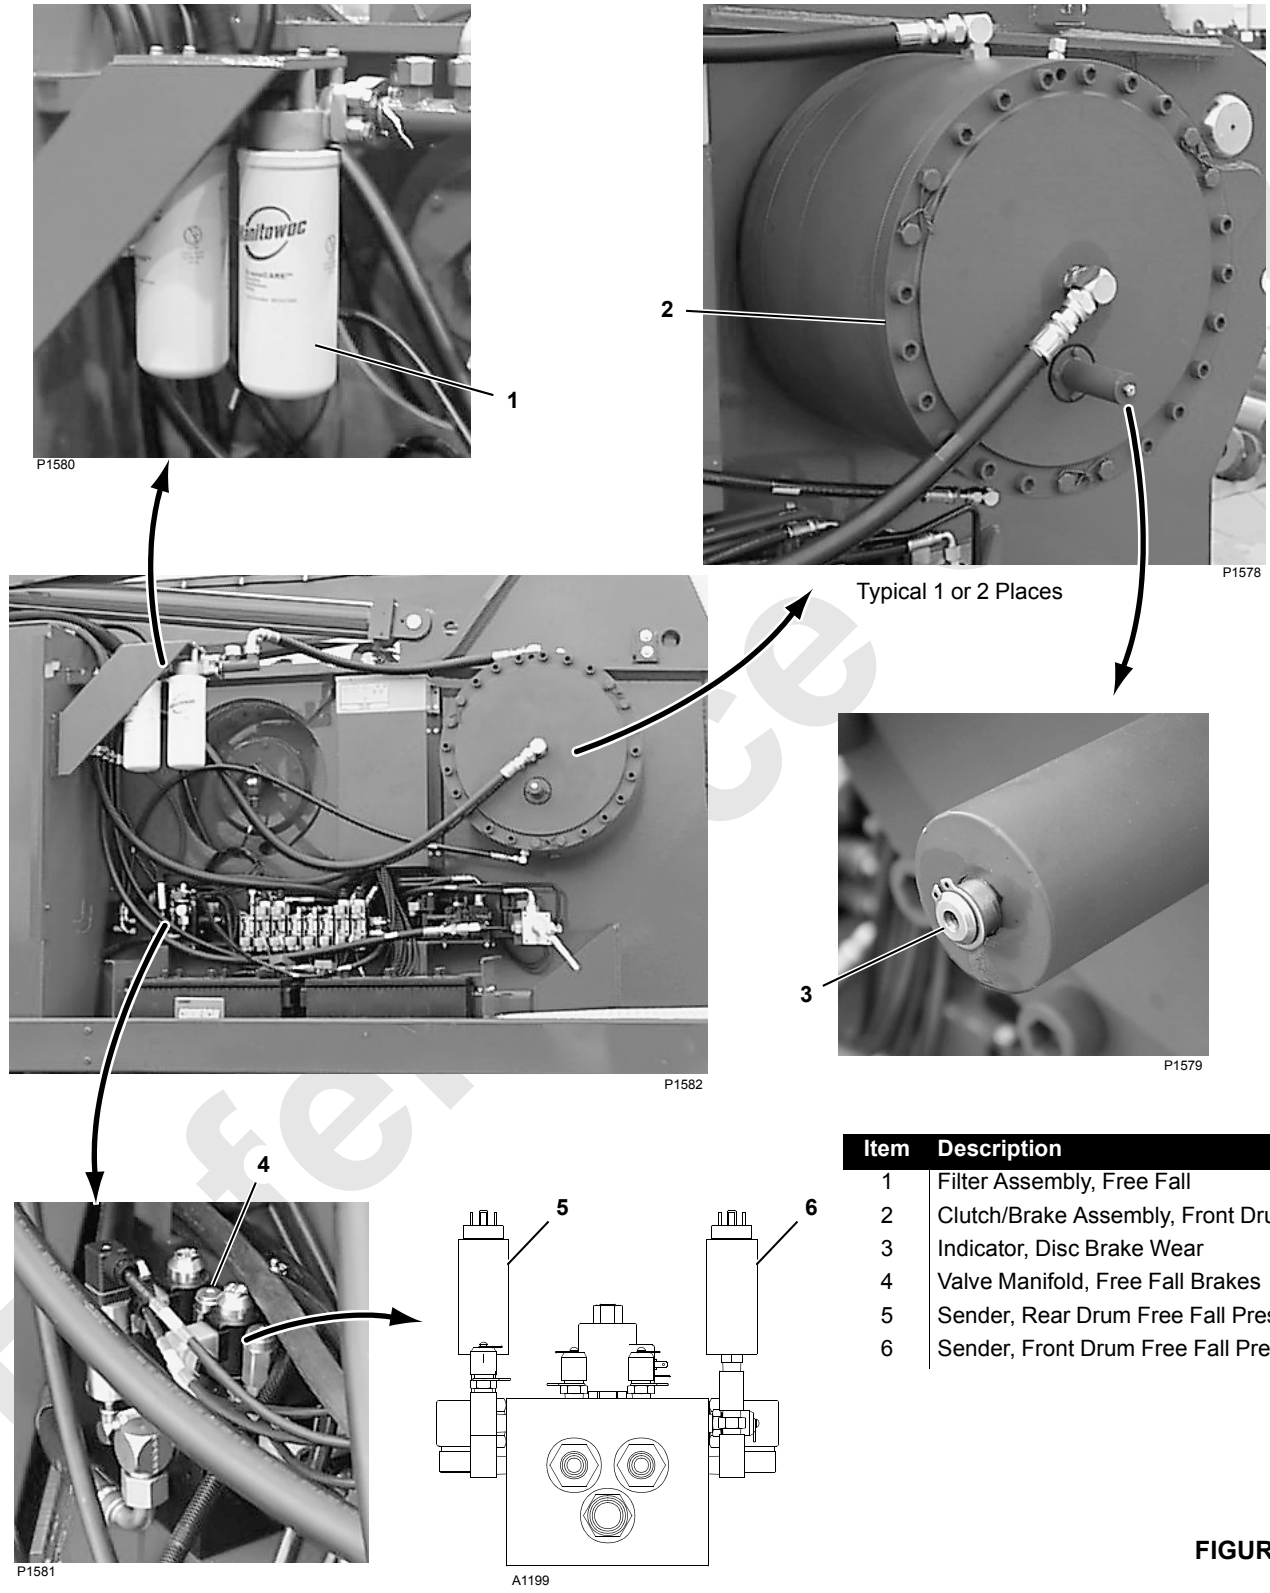 Manitowoc
1
P1580
2
P1578
Typical 1 or 2 Places
P1582
3
P1579
Item Description
1 Filter Assembly, Free Fall
2 Clutch/Brake Assembly, Front Dru
3 Indicator, Disc Brake Wear
4 Valve Manifold, Free Fall Brakes
5 Sender, Rear Drum Free Fall Pres
6 Sender, Front Drum Free Fall Pre
4
5
6
P1581
A1199
FIGUR